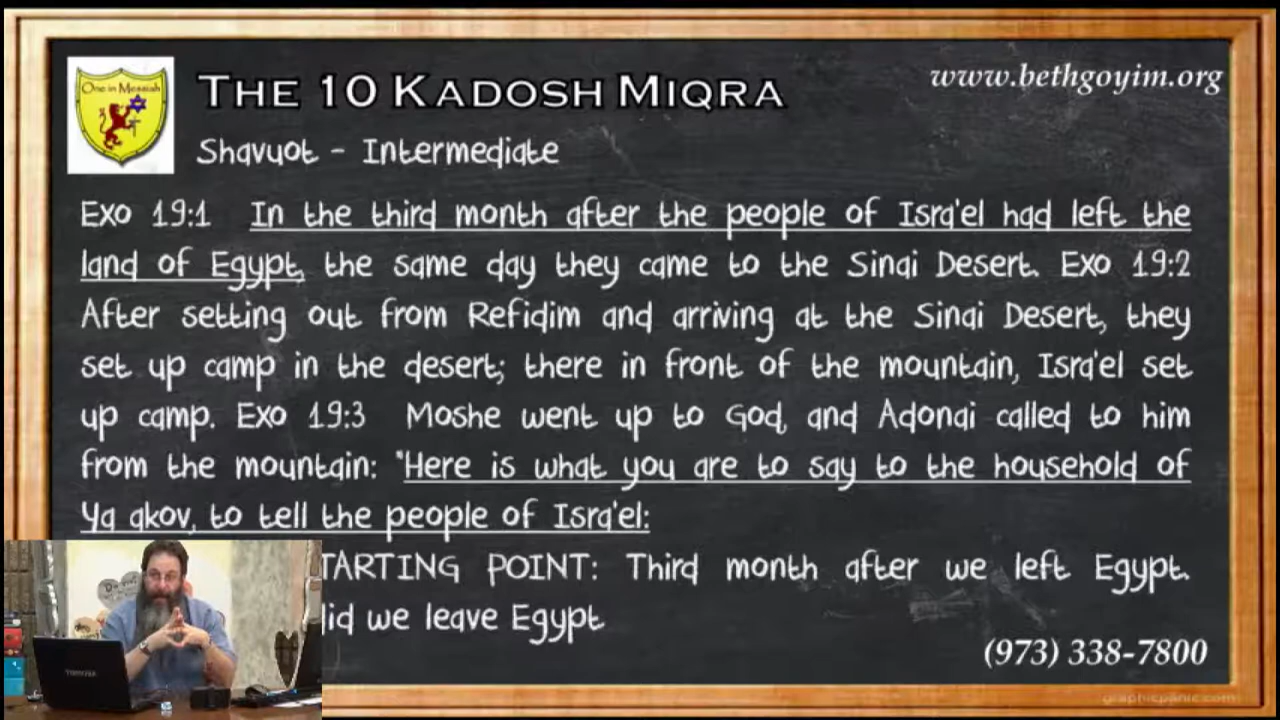 One in Messiah
THE 10 KADOSH MIQRA
www.bethgoyim.org
Shavuot - Intermediate
Exo 19:1 In the third month after the people of Isra'el had left the
land of Egypt, the same day they came to the Sinai Desert. Exo 19:2
After setting out from Refidim and arriving at the Sinai Desert, they
set up camp in the desert; there in front of the mountain, Isra'el set
up camp. Exo 19:3 Moshe went up to God, and Adonai called to him
from the mountain: "Here is what you are to say to the household of
Ya akov, to tell the people of Isra'el:
TARTING POINT: Third month after we left Egypt.
did we leave Egypt
(973) 338-7800
graphicpanic.com
TOSHIBA